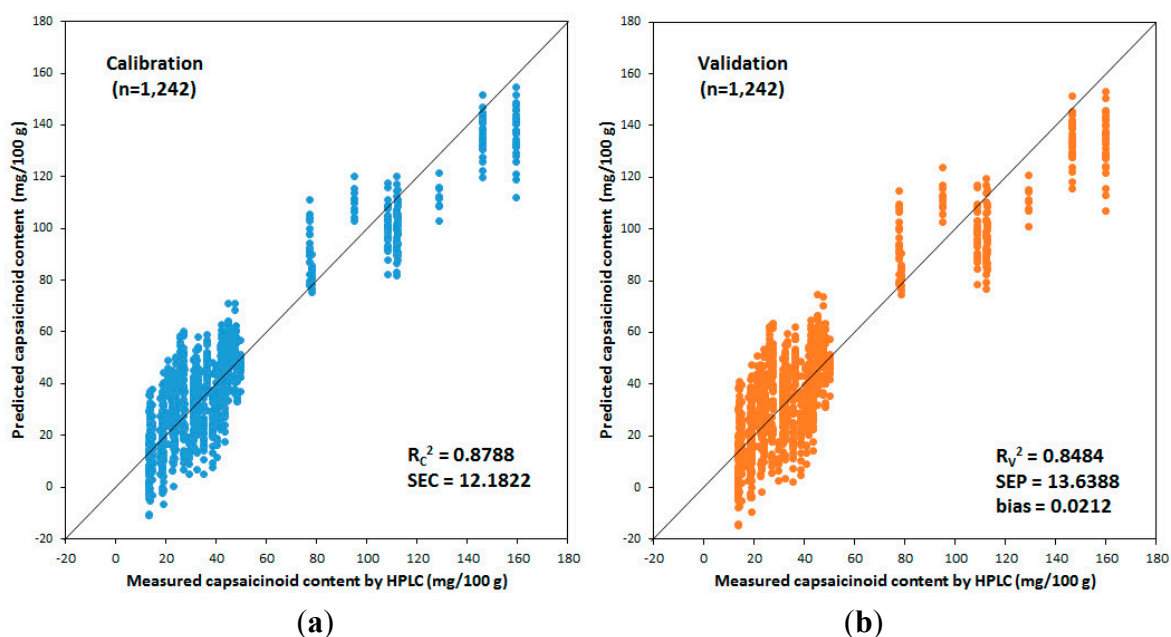 180
160
140
120
100
80
60
40
20
0
-20
Predicted capsaicinoid content (mg/100 g)
Calibration
(n=1,242)
R_C² = 0.8788
SEC = 12.1822
-20 0 20 40 60 80 100 120 140 160 180
Measured capsaicinoid content by HPLC (mg/100 g)
(a)
180
160
140
120
100
80
60
40
20
0
-20
Predicted capsaicinoid content (mg/100 g)
Validation
(n=1,242)
R_V² = 0.8484
SEP = 13.6388
bias = 0.0212
-20 0 20 40 60 80 100 120 140 160 180
Measured capsaicinoid content by HPLC (mg/100 g)
(b)